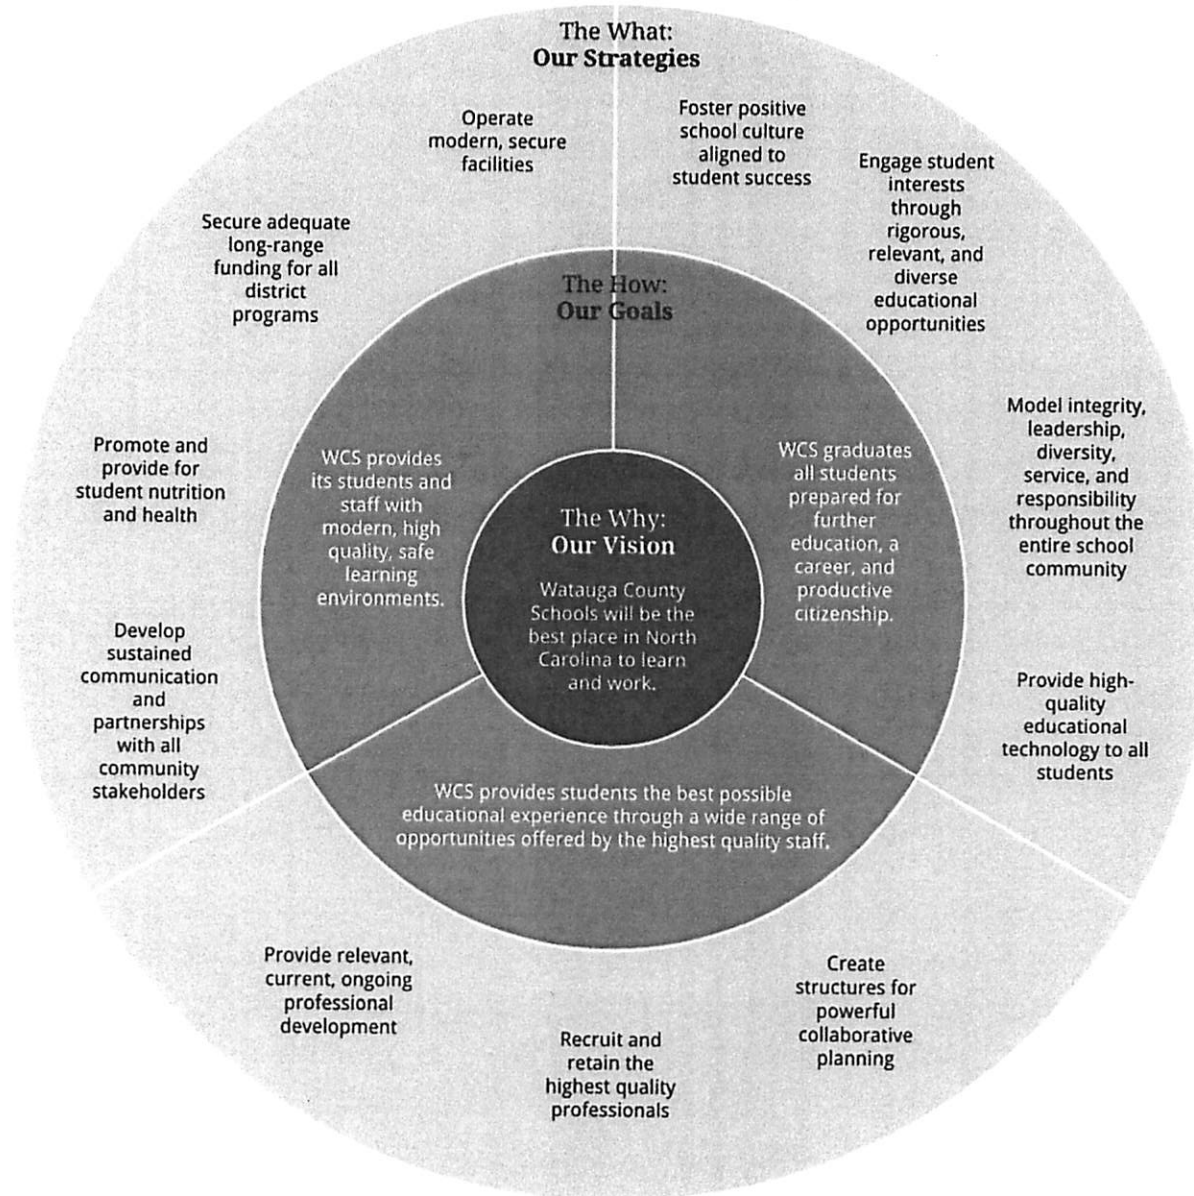 The What:
Our Strategies
Operate
modern, secure
facilities
Foster positive
school culture
aligned to
student success
Engage student
interests
through
rigorous,
relevant, and
diverse
educational
opportunities
Secure adequate
long-range
funding for all
district
programs
The How:
Our Goals
Model integrity,
leadership,
diversity,
service, and
responsibility
throughout the
entire school
community
Promote and
provide for
student nutrition
and health
WCS provides
its students and
staff with
modern, high
quality, safe
learning
environments.
WCS graduates
all students
prepared for
further
education, a
career, and
productive
citizenship.
The Why:
Our Vision
Watauga County
Schools will be the
best place in North
Carolina to learn
and work.
Develop
sustained
communication
and
partnerships
with all
community
stakeholders
Provide high-
quality
educational
technology to all
students
WCS provides students the best possible
educational experience through a wide range of
opportunities offered by the highest quality staff.
Provide relevant,
current, ongoing
professional
development
Recruit and
retain the
highest quality
professionals
Create
structures for
powerful
collaborative
planning